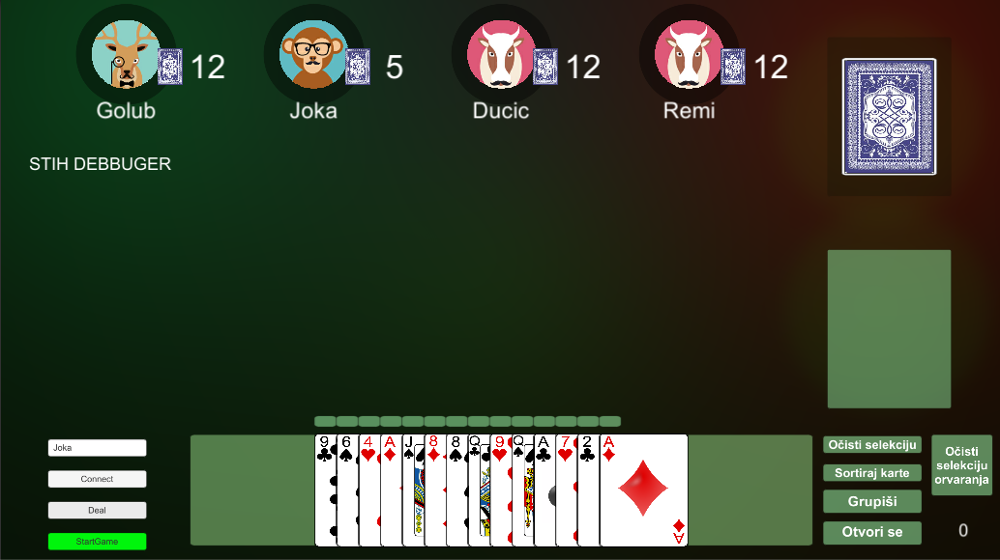 12
5
12
12
Golub
Joka
Ducic
Remi
STIH DEBBUGER
9 6 4 A J 8 8 Q 9 Q A 7 2 A
A
Joka
Connect
Deal
StartGame
Očisti selekciju
Sortiraj karte
Grupiši
Otvori se
Očisti
selekciju
orvaranja
0